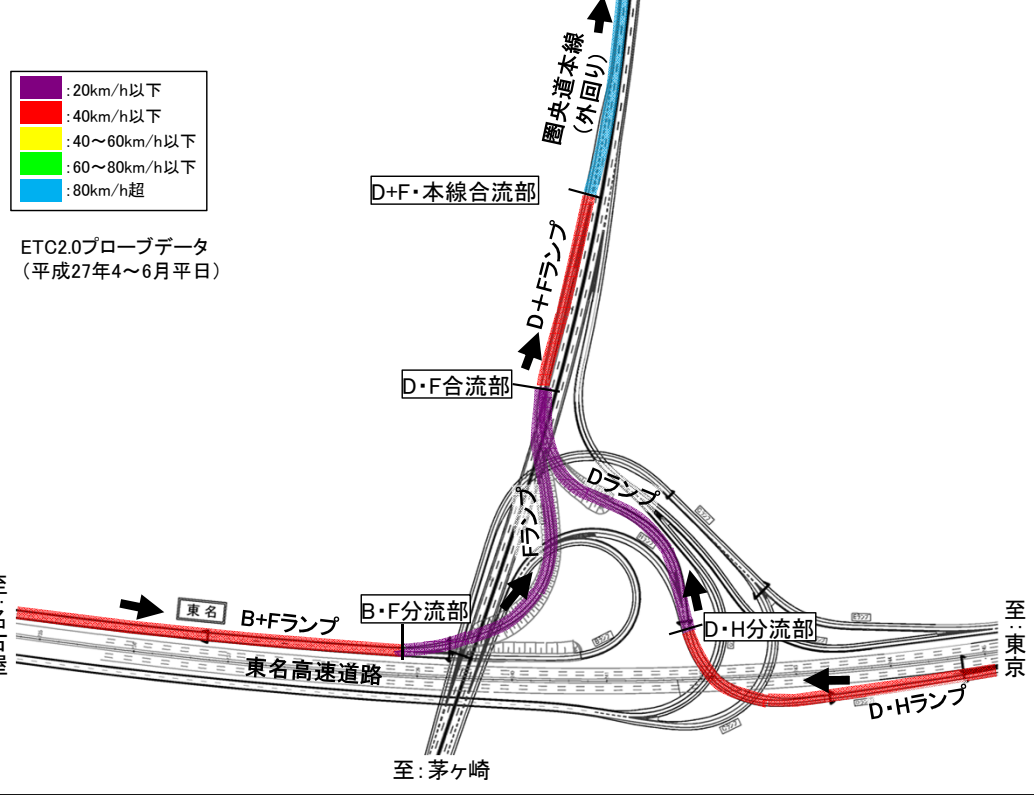 :20km/h以下
:40km/h以下
:40～60km/h以下
:60～80km/h以下
:80km/h超
ETC2.0プローブデータ
（平成27年4～6月平日）
圏央道本線
（外回り）
D+F・本線合流部
D＋Fランプ
D・F合流部
Dランプ
Fランプ
B・F分流部
東名
B+Fランプ
東名高速道路
D・H分流部
至：東京
D・Hランプ
至：茅ヶ崎